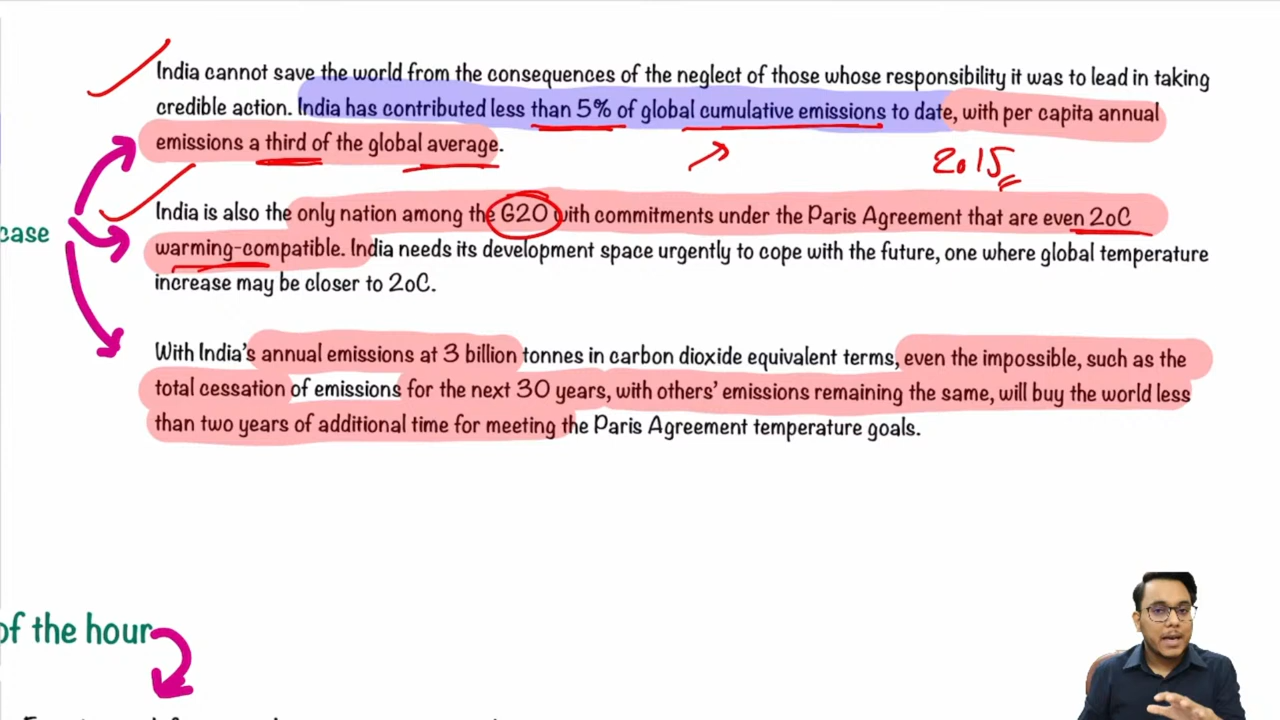 India cannot save the world from the consequences of the neglect of those whose responsibility it was to lead in taking
credible action. India has contributed less than 5% of global cumulative emissions to date, with per capita annual
emissions a third of the global average.
2015
India is also the only nation among the G20 with commitments under the Paris Agreement that are even 2oC
case
warming-compatible. India needs its development space urgently to cope with the future, one where global temperature
increase may be closer to 2oC.
With India's annual emissions at 3 billion tonnes in carbon dioxide equivalent terms, even the impossible, such as the
total cessation of emissions for the next 30 years, with others' emissions remaining the same, will buy the world less
than two years of additional time for meeting the Paris Agreement temperature goals.
of the hour